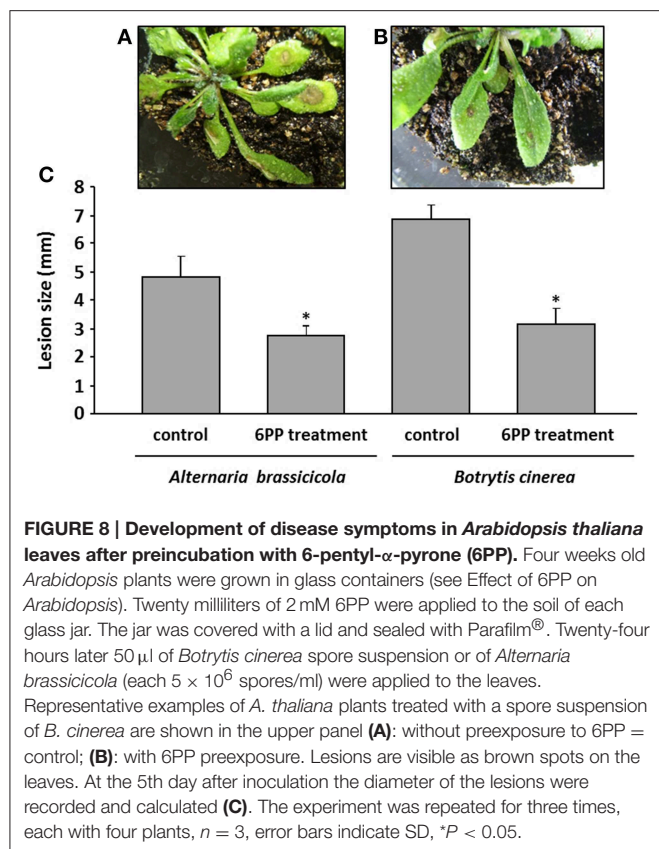 A
B
C
8
7
6
5
4
3
2
1
0
Lesion size (mm)
*
*
control 6PP treatment control 6PP treatment
Alternaria brassicicola Botrytis cinerea
FIGURE 8 | Development of disease symptoms in Arabidopsis thaliana
leaves after preincubation with 6-pentyl-α-pyrone (6PP). Four weeks old
Arabidopsis plants were grown in glass containers (see Effect of 6PP on
Arabidopsis). Twenty milliliters of 2 mM 6PP were applied to the soil of each
glass jar. The jar was covered with a lid and sealed with Parafilm®. Twenty-four
hours later 50 μl of Botrytis cinerea spore suspension or of Alternaria
brassicicola (each 5 × 10⁶ spores/ml) were applied to the leaves.
Representative examples of A. thaliana plants treated with a spore suspension
of B. cinerea are shown in the upper panel (A): without preexposure to 6PP =
control; (B): with 6PP preexposure. Lesions are visible as brown spots on the
leaves. At the 5th day after inoculation the diameter of the lesions were
recorded and calculated (C). The experiment was repeated for three times,
each with four plants, n = 3, error bars indicate SD, *P < 0.05.